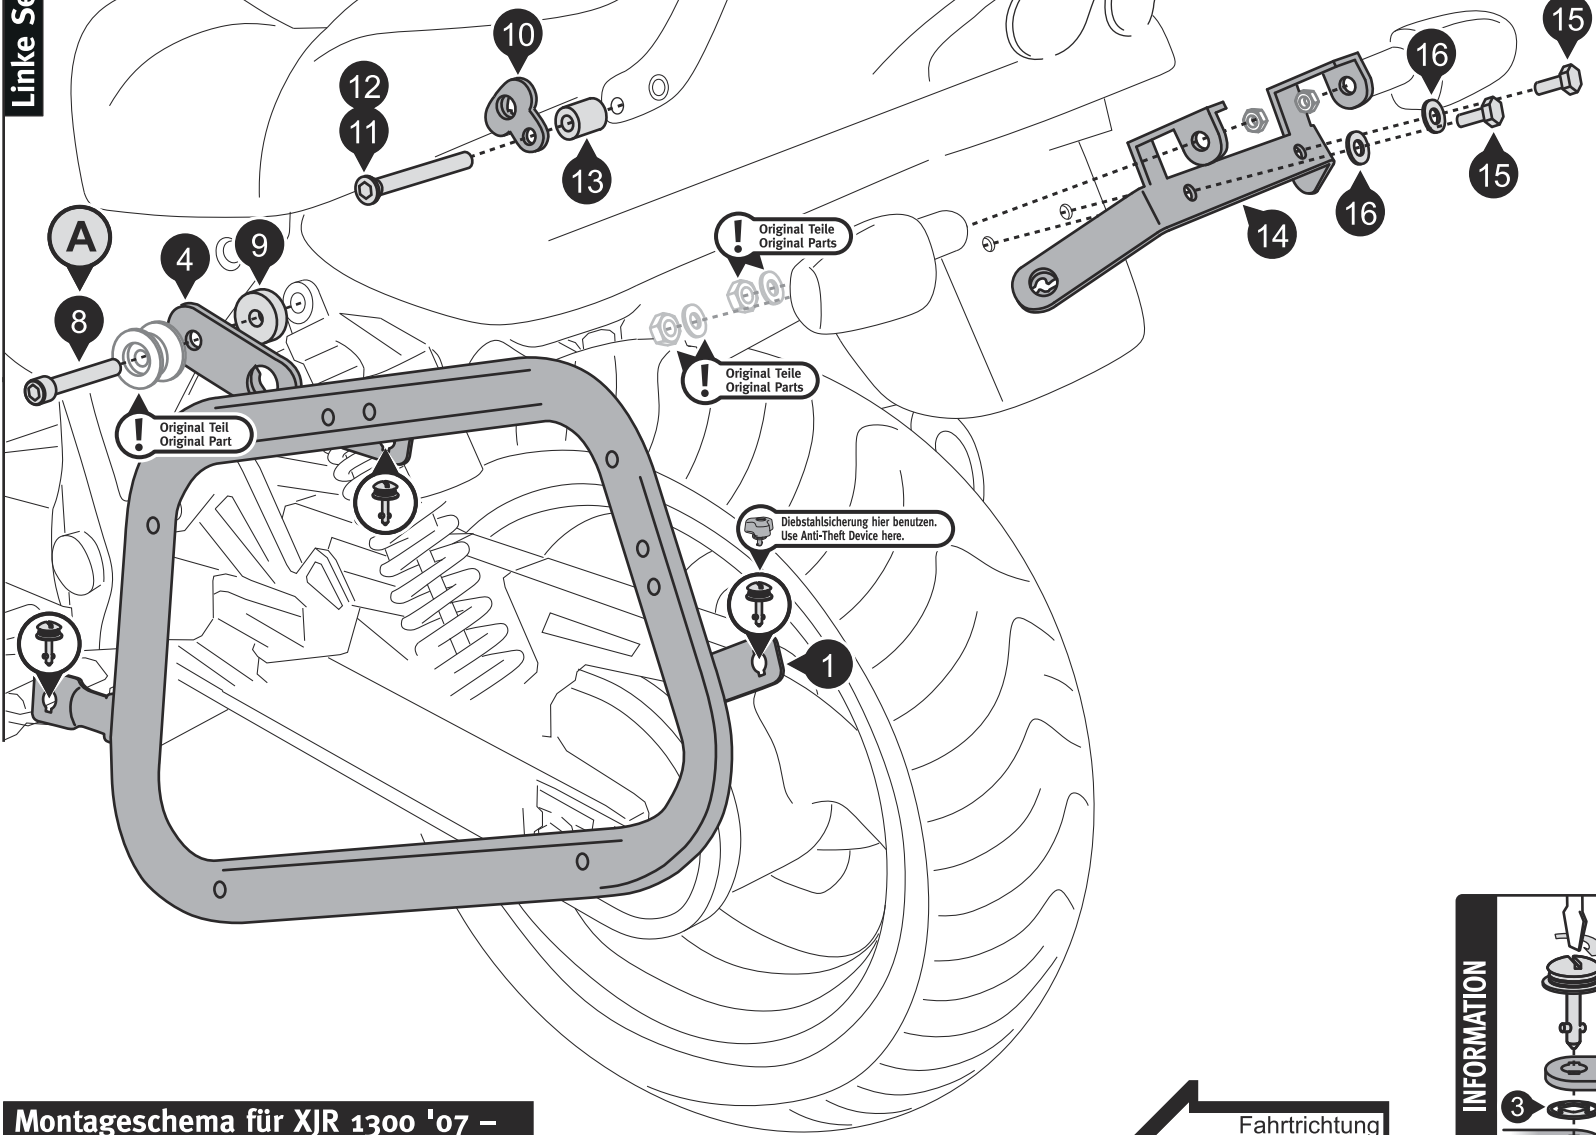 Linke Se
10
15
16
12
11
13
15
16
14
A
4
9
8
! Original Teile
Original Parts
! Original Teile
Original Parts
! Original Teil
Original Part
Diebstahlsicherung hier benutzen.
Use Anti-Theft Device here.
1
INFORMATION
3
Montageschema für XJR 1300 '07 –
Fahrtrichtung